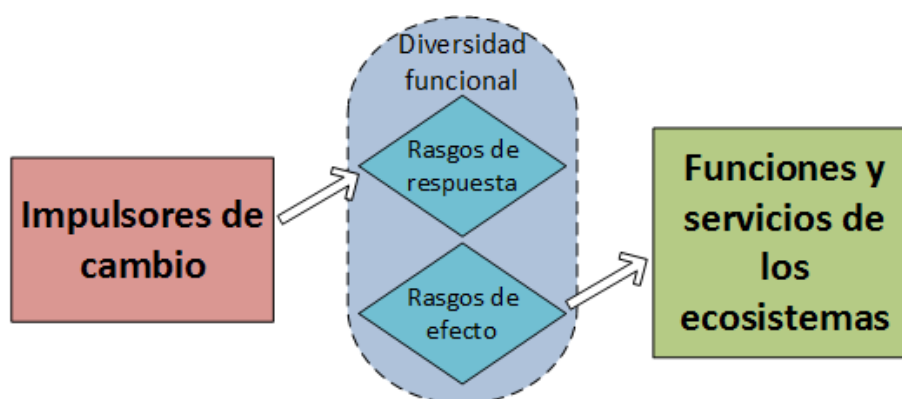 Diversidad
funcional
Rasgos de
respuesta
Impulsores de
cambio
Rasgos de
efecto
Funciones y
servicios de
los
ecosistemas